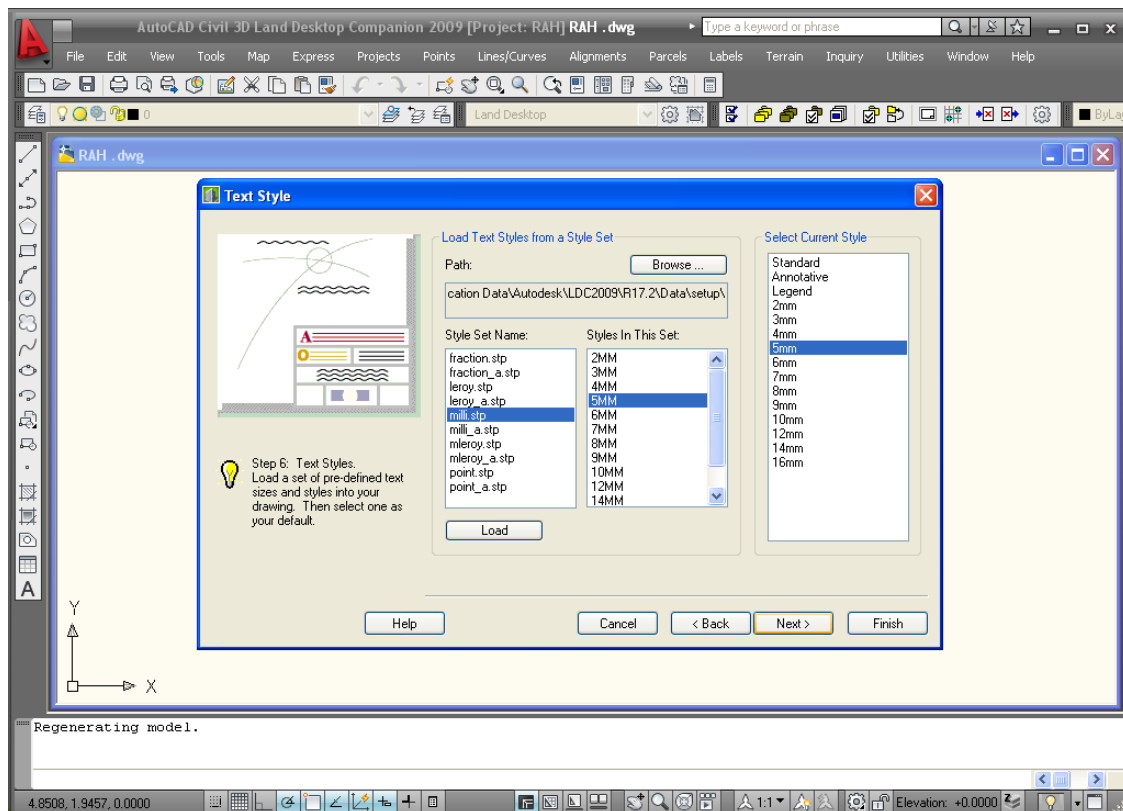 AutoCAD Civil 3D Land Desktop Companion 2009 [Project: RAH] RAH .dwg
Type a keyword or phrase
File Edit View Tools Map Express Projects Points Lines/Curves Alignments Parcels Labels Terrain Inquiry Utilities Window Help
0 Land Desktop ByLay
RAH .dwg
Text Style
Load Text Styles from a Style Set
Path:
Browse ...
cation Data\Autodesk\LDC2009\R17.2\Data\setup\
Style Set Name:
fraction.stp
fraction_a.stp
leroy.stp
leroy_a.stp
milli.stp
milli_a.stp
mleroy.stp
mleroy_a.stp
point.stp
point_a.stp
Styles In This Set:
2MM
3MM
4MM
5MM
6MM
7MM
8MM
9MM
10MM
12MM
14MM
Load
Select Current Style
Standard
Annotative
Legend
2mm
3mm
4mm
5mm
6mm
7mm
8mm
9mm
10mm
12mm
14mm
16mm
A
O
Step 6: Text Styles.
Load a set of pre-defined text
sizes and styles into your
drawing. Then select one as
your default.
Help Cancel < Back Next > Finish
A
Y
X
Regenerating model.
4.8508, 1.9457, 0.0000 1:1 Elevation: +0.0000